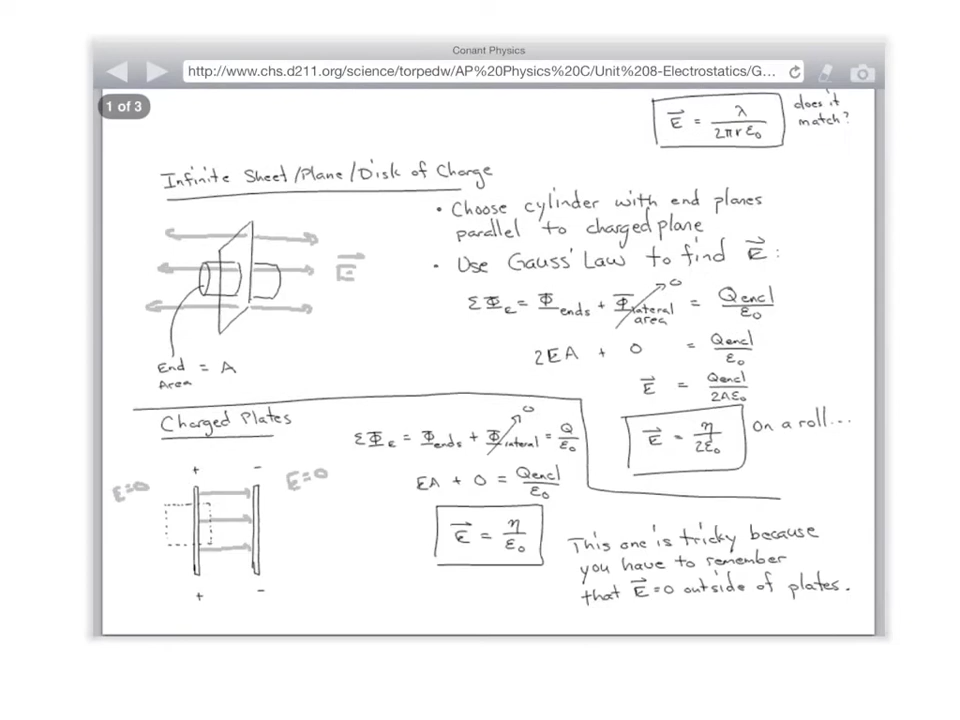 Conant Physics
http://www.chs.d211.org/science/torpedw/AP%20Physics%20C/Unit%208-Electrostatics/G...
1 of 3
E = λ / 2πrε₀
does it
match?
Infinite Sheet/Plane/Disk of Charge
• Choose cylinder with end planes
parallel to charged plane
• Use Gauss' Law to find E:
E
ΣΦE = Φends + Φlateral area → 0 = Qencl / ε₀
2EA + 0 = Qencl / ε₀
E = Qencl / 2Aε₀
E = η / 2ε₀
On a roll...
End = A
Area
Charged Plates
ΣΦE = Φends + Φlateral → 0 = Q / ε₀
EA + 0 = Qencl / ε₀
E = η / ε₀
+ -
E=0 E=0
+ -
This one is tricky because
you have to remember
that E=0 outside of plates.